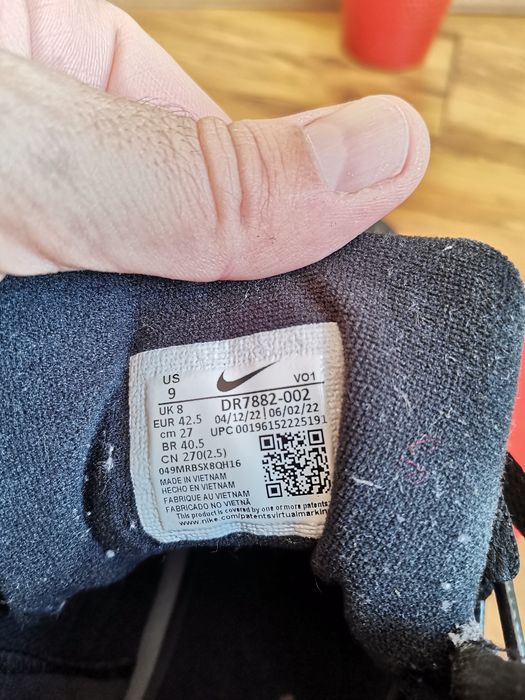 US VO1
9 DR7882-002
UK 8 04/12/22 | 06/02/22
EUR 42.5 UPC 00196152225191
cm 27
BR 40.5
CN 270(2.5)
049MRBSX8QH16
MADE IN VIETNAM
HECHO EN VIETNAM
FABRIQUE AU VIETNAM
FABRICADO NO VIETNÃ
This product is covered by one or more patents:
www.nike.com/patentsvirtualmarkin